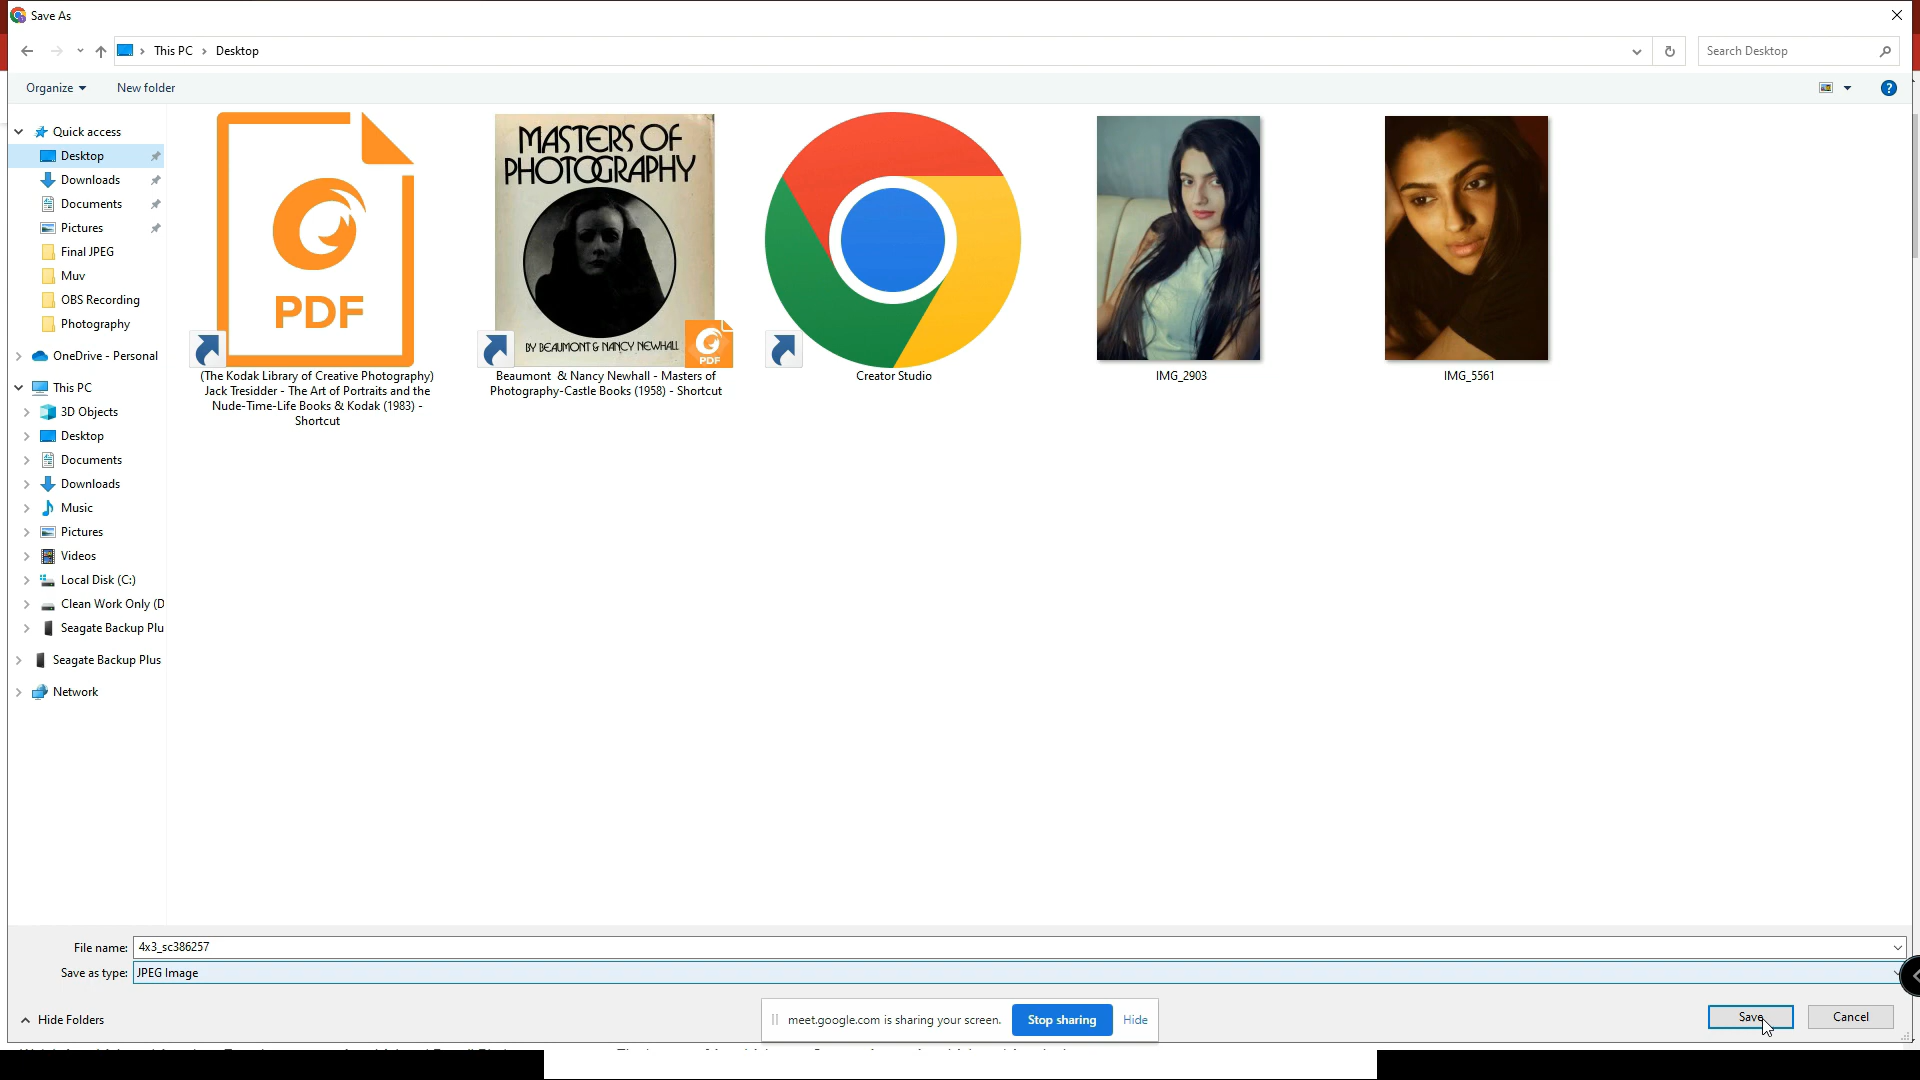 Save As
This PC
Desktop
Search Desktop
Organize
New folder
Quick access
Desktop
Downloads
Documents
Pictures
Final JPEG
Muv
OBS Recording
Photography
OneDrive - Personal
This PC
3D Objects
Desktop
Documents
Downloads
Music
Pictures
Videos
Local Disk (C:)
Clean Work Only (D
Seagate Backup Plu
Seagate Backup Plus
Network
PDF
(The Kodak Library of Creative Photography)
Jack Tresidder - The Art of Portraits and the
Nude-Time-Life Books & Kodak (1983) -
Shortcut
MASTERS OF
PHOTOGRAPHY
BY BEAUMONT & NANCY NEWHALL
PDF
Beaumont & Nancy Newhall - Masters of
Photography-Castle Books (1958) - Shortcut
Creator Studio
IMG_2903
IMG_5561
File name: 4x3_sc386257
Save as type: JPEG Image
Hide Folders
meet.google.com is sharing your screen.
Stop sharing
Hide
Save
Cancel